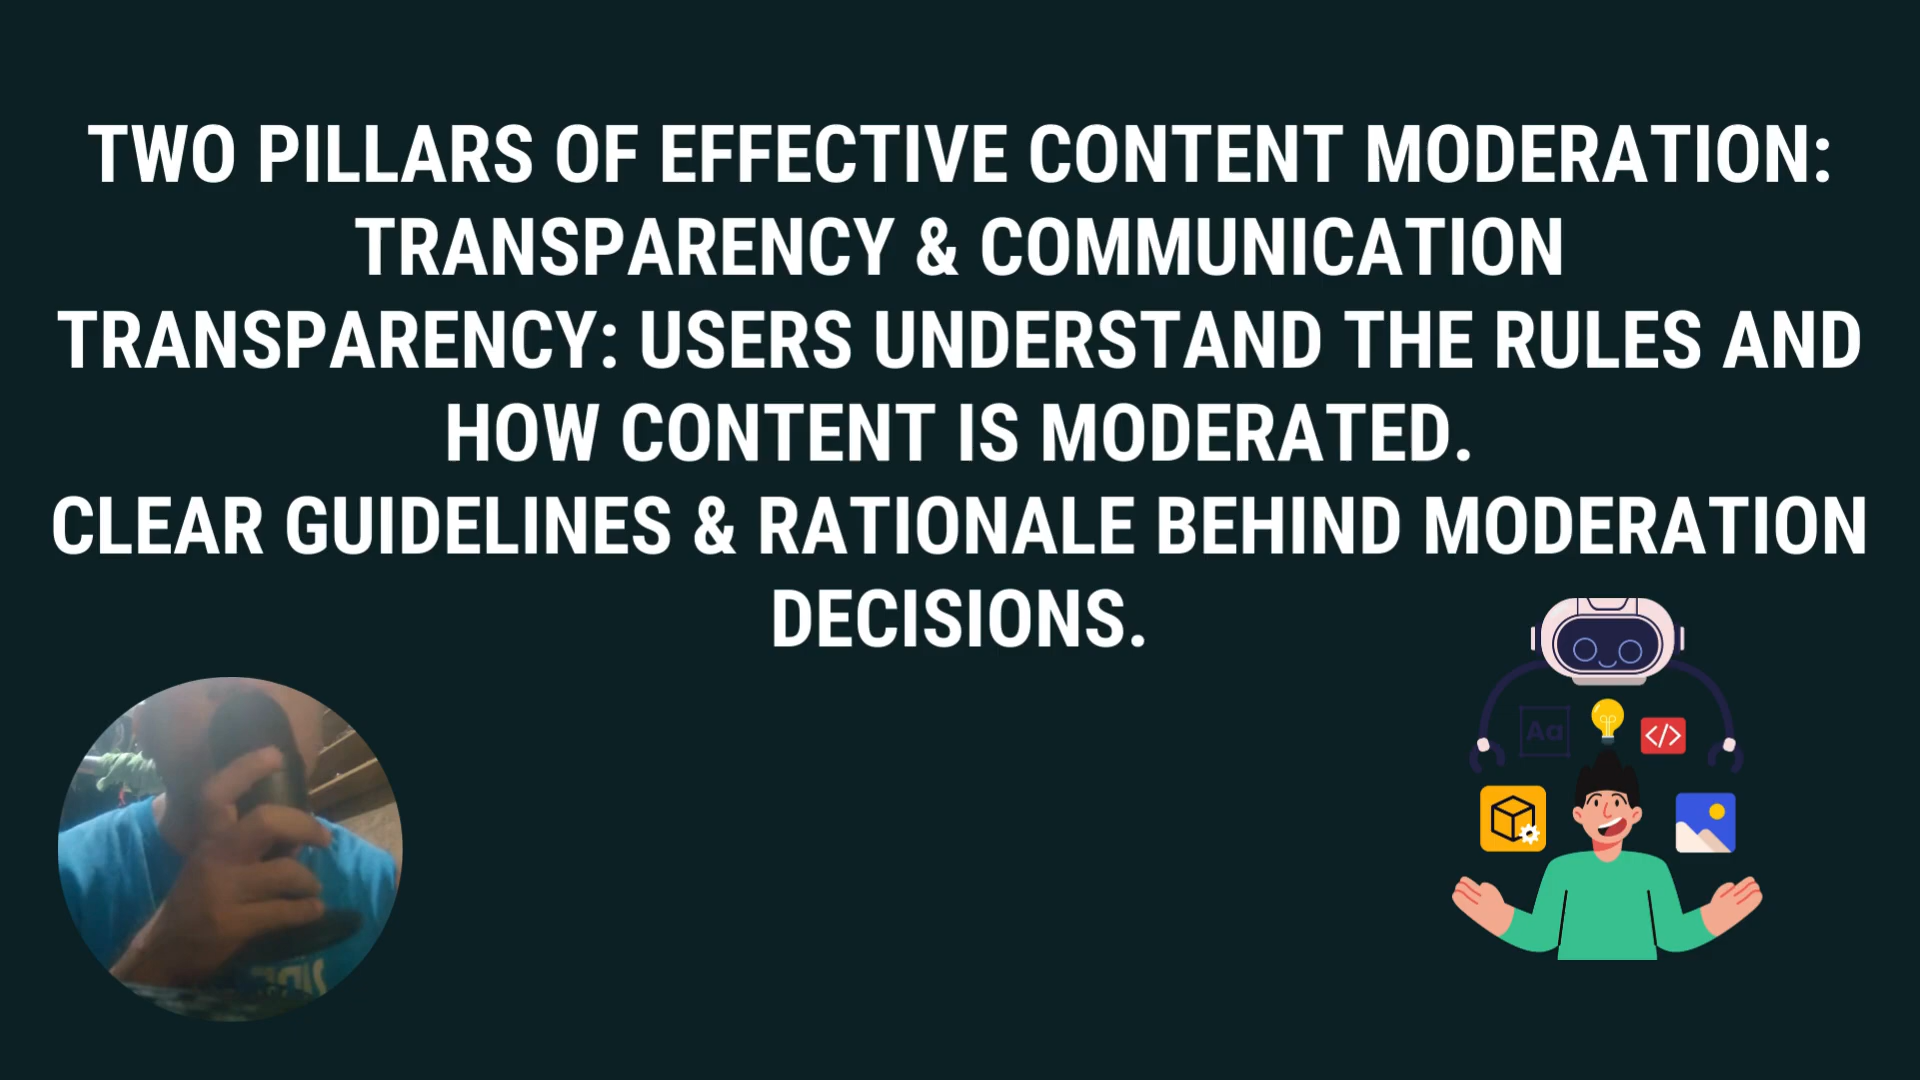 TWO PILLARS OF EFFECTIVE CONTENT MODERATION:
TRANSPARENCY & COMMUNICATION
TRANSPARENCY: USERS UNDERSTAND THE RULES AND
HOW CONTENT IS MODERATED.
CLEAR GUIDELINES & RATIONALE BEHIND MODERATION
DECISIONS.
Aa
</>